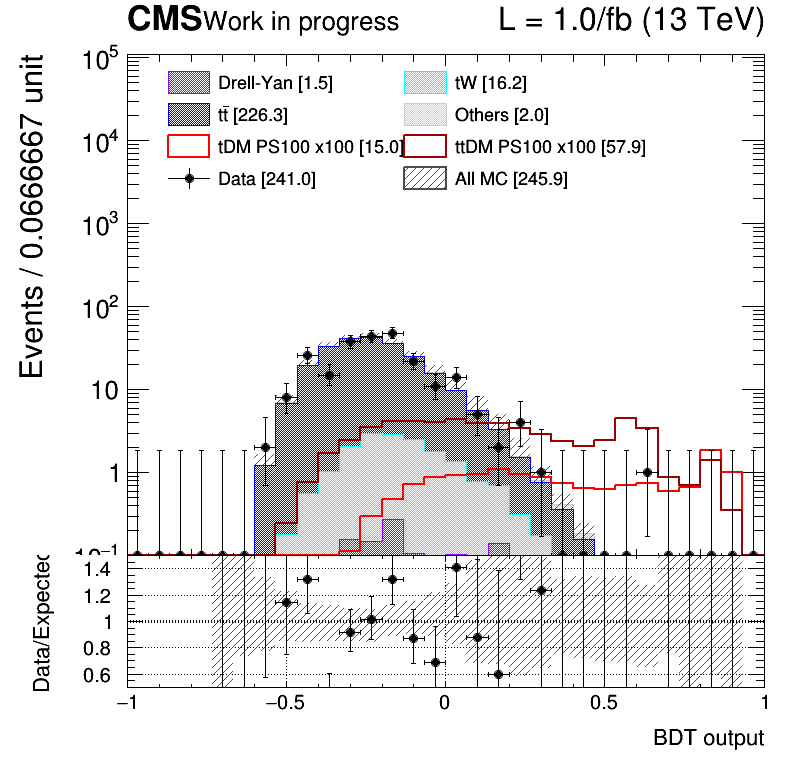 CMS Work in progress L = 1.0/fb (13 TeV)
Events / 0.0666667 unit
10⁵
10⁴
10³
10²
10
1
10⁻¹
Drell-Yan [1.5] tW [16.2]
tt̄ [226.3] Others [2.0]
tDM PS100 x100 [15.0] ttDM PS100 x100 [57.9]
Data [241.0] All MC [245.9]
Data/Expected
1.4
1.2
1
0.8
0.6
−1 −0.5 0 0.5 1
BDT output